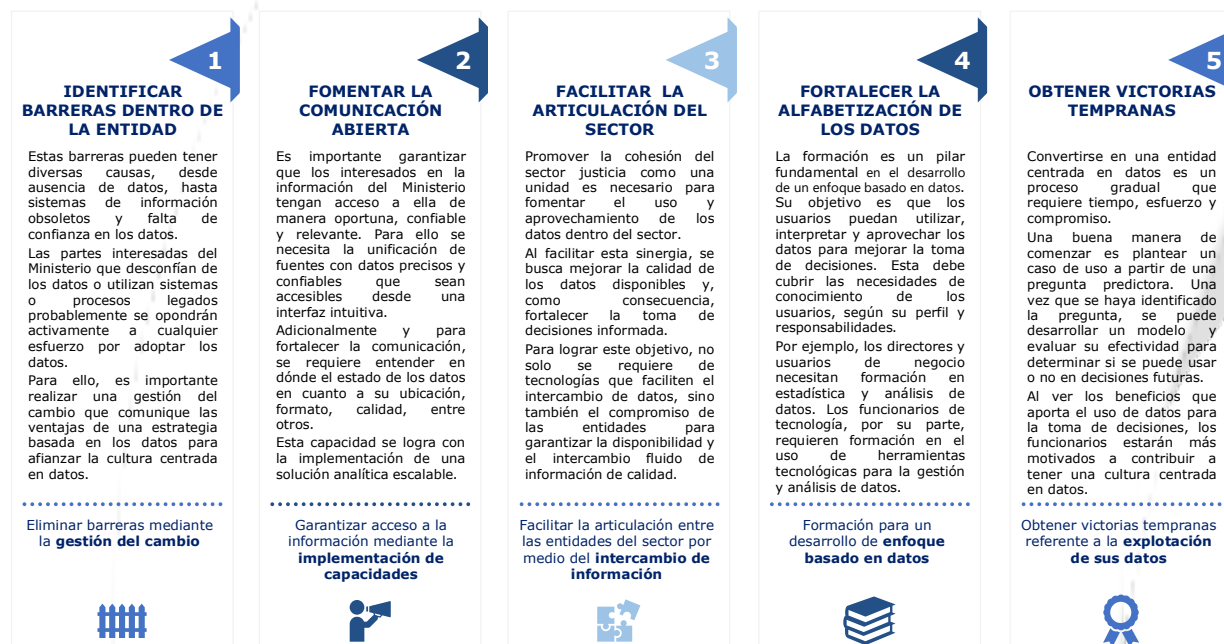 1
IDENTIFICAR
BARRERAS DENTRO DE
LA ENTIDAD
Estas barreras pueden tener
diversas causas, desde
ausencia de datos, hasta
sistemas de información
obsoletos y falta de
confianza en los datos.
Las partes interesadas del
Ministerio que desconfían de
los datos o utilizan sistemas
o procesos legados
probablemente se opondrán
activamente a cualquier
esfuerzo por adoptar los
datos.
Para ello, es importante
realizar una gestión del
cambio que comunique las
ventajas de una estrategia
basada en los datos para
afianzar la cultura centrada
en datos.
Eliminar barreras mediante
la gestión del cambio
2
FOMENTAR LA
COMUNICACIÓN
ABIERTA
Es importante garantizar
que los interesados en la
información del Ministerio
tengan acceso a ella de
manera oportuna, confiable
y relevante. Para ello se
necesita la unificación de
fuentes con datos precisos y
confiables que sean
accesibles desde una
interfaz intuitiva.
Adicionalmente y para
fortalecer la comunicación,
se requiere entender en
dónde el estado de los datos
en cuanto a su ubicación,
formato, calidad, entre
otros.
Esta capacidad se logra con
la implementación de una
solución analítica escalable.
Garantizar acceso a la
información mediante la
implementación de
capacidades
3
FACILITAR LA
ARTICULACIÓN DEL
SECTOR
Promover la cohesión del
sector justicia como una
unidad es necesario para
fomentar el uso y
aprovechamiento de los
datos dentro del sector.
Al facilitar esta sinergia, se
busca mejorar la calidad de
los datos disponibles y,
como consecuencia,
fortalecer la toma de
decisiones informada.
Para lograr este objetivo, no
solo se requiere de
tecnologías que faciliten el
intercambio de datos, sino
también el compromiso de
las entidades para
garantizar la disponibilidad y
el intercambio fluido de
información de calidad.
Facilitar la articulación entre
las entidades del sector por
medio del intercambio de
información
4
FORTALECER LA
ALFABETIZACIÓN DE
LOS DATOS
La formación es un pilar
fundamental en el desarrollo
de un enfoque basado en datos.
Su objetivo es que los
usuarios puedan utilizar,
interpretar y aprovechar los
datos para mejorar la toma
de decisiones. Esta debe
cubrir las necesidades de
conocimiento de los
usuarios, según su perfil y
responsabilidades.
Por ejemplo, los directores y
usuarios de negocio
necesitan formación en
estadística y análisis de
datos. Los funcionarios de
tecnología, por su parte,
requieren formación en el
uso de herramientas
tecnológicas para la gestión
y análisis de datos.
Formación para un
desarrollo de enfoque
basado en datos
5
OBTENER VICTORIAS
TEMPRANAS
Convertirse en una entidad
centrada en datos es un
proceso gradual que
requiere tiempo, esfuerzo y
compromiso.
Una buena manera de
comenzar es plantear un
caso de uso a partir de una
pregunta predictora. Una
vez que se haya identificado
la pregunta, se puede
desarrollar un modelo y
evaluar su efectividad para
determinar si se puede usar
o no en decisiones futuras.
Al ver los beneficios que
aporta el uso de datos para
la toma de decisiones, los
funcionarios estarán más
motivados a contribuir a
tener una cultura centrada
en datos.
Obtener victorias tempranas
referente a la explotación
de sus datos